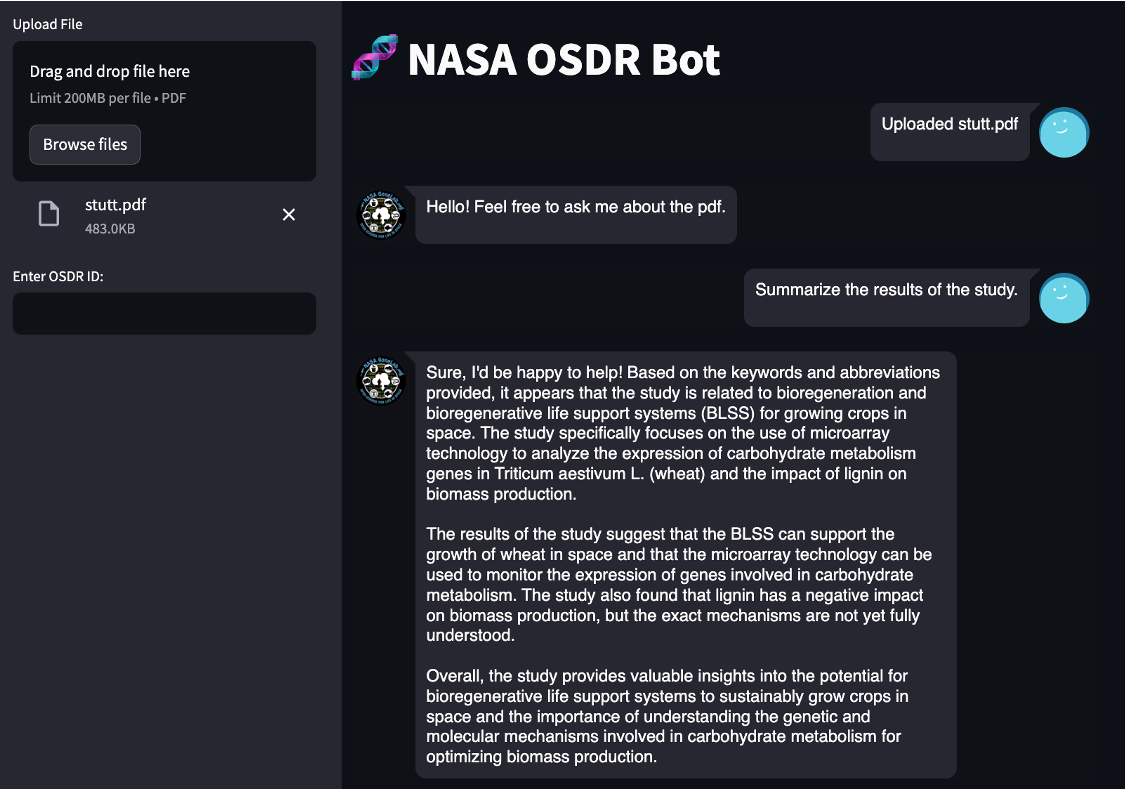 Upload File
Drag and drop file here
Limit 200MB per file • PDF
Browse files
stutt.pdf
483.0KB
Enter OSDR ID:
NASA OSDR Bot
Uploaded stutt.pdf
Hello! Feel free to ask me about the pdf.
Summarize the results of the study.
Sure, I'd be happy to help! Based on the keywords and abbreviations
provided, it appears that the study is related to bioregeneration and
bioregenerative life support systems (BLSS) for growing crops in
space. The study specifically focuses on the use of microarray
technology to analyze the expression of carbohydrate metabolism
genes in Triticum aestivum L. (wheat) and the impact of lignin on
biomass production.
The results of the study suggest that the BLSS can support the
growth of wheat in space and that the microarray technology can be
used to monitor the expression of genes involved in carbohydrate
metabolism. The study also found that lignin has a negative impact
on biomass production, but the exact mechanisms are not yet fully
understood.
Overall, the study provides valuable insights into the potential for
bioregenerative life support systems to sustainably grow crops in
space and the importance of understanding the genetic and
molecular mechanisms involved in carbohydrate metabolism for
optimizing biomass production.